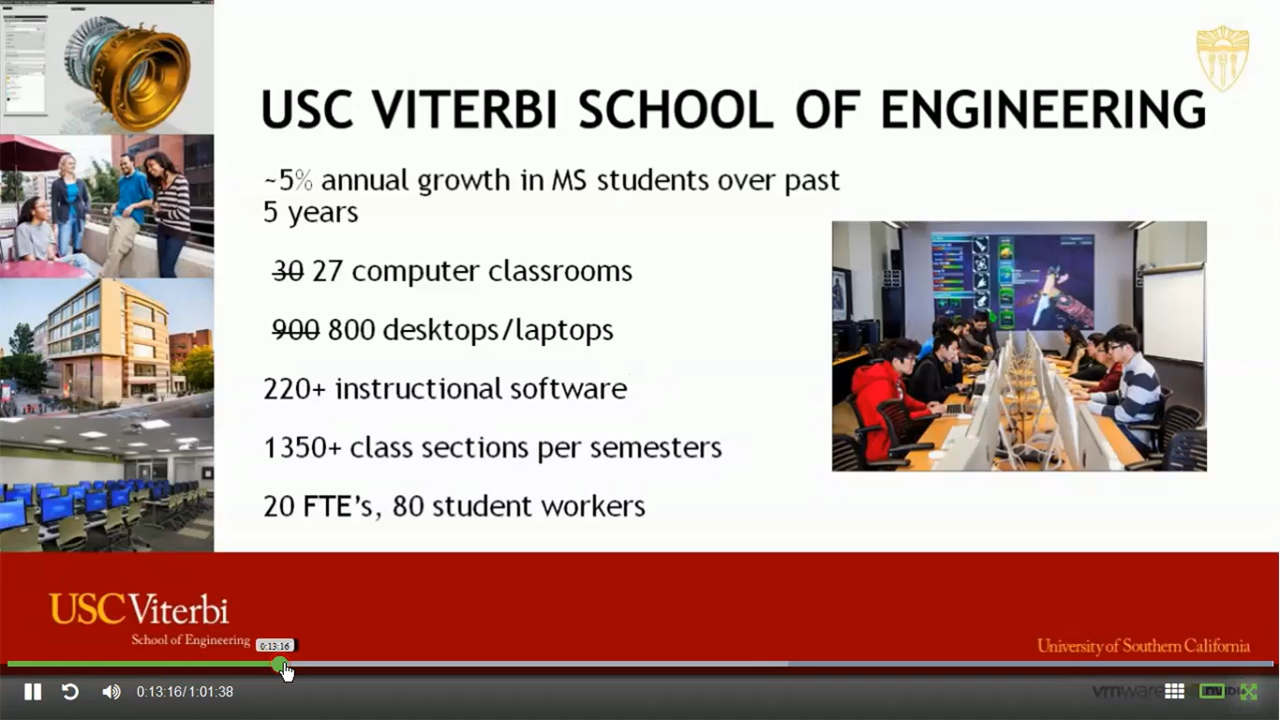 USC VITERBI SCHOOL OF ENGINEERING
~5% annual growth in MS students over past
5 years
30 27 computer classrooms
900 800 desktops/laptops
220+ instructional software
1350+ class sections per semesters
20 FTE's, 80 student workers
USC Viterbi
School of Engineering
University of Southern California
0:13:16
0:13:16/1:01:38
vmware